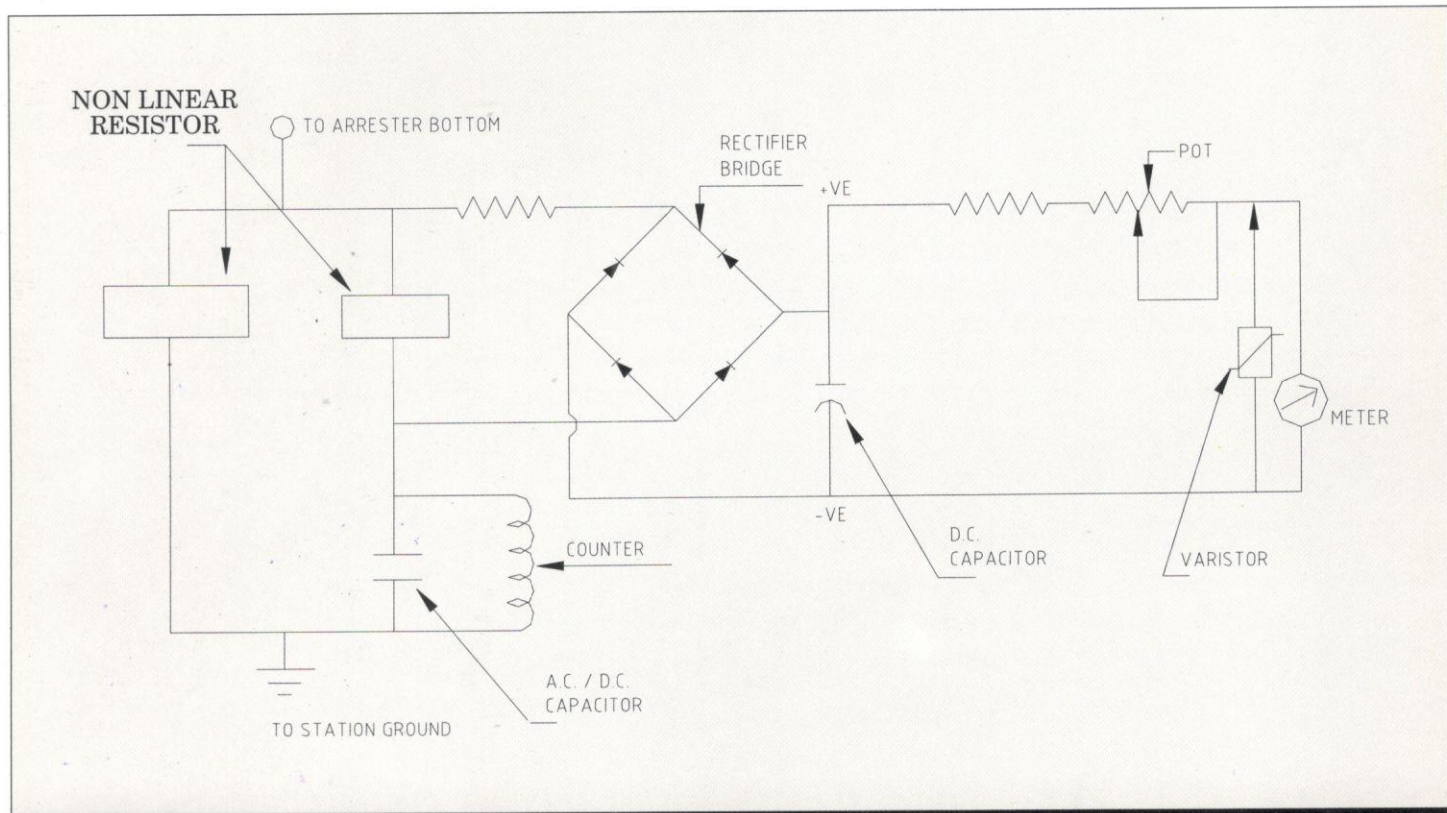 NON LINEAR
RESISTOR
TO ARRESTER BOTTOM
RECTIFIER
BRIDGE
+VE
POT
COUNTER
-VE
D.C.
CAPACITOR
VARISTOR
METER
A.C. / D.C.
CAPACITOR
TO STATION GROUND